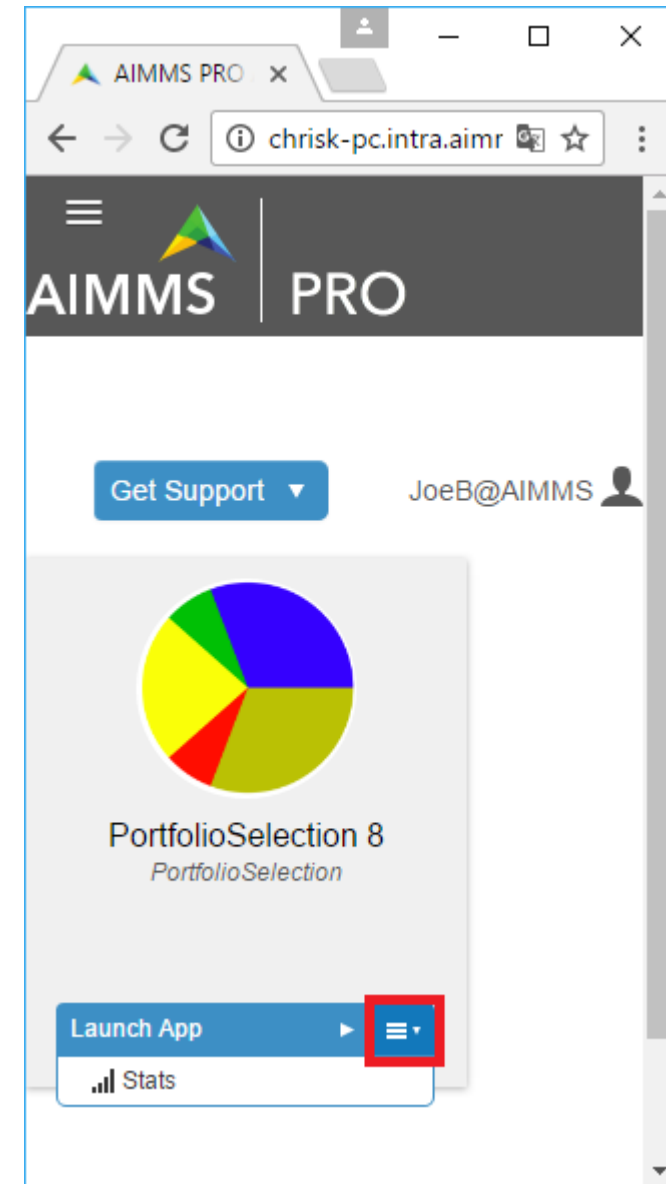 AIMMS PRO
chrisk-pc.intra.aimr
AIMMS PRO
Get Support
JoeB@AIMMS
PortfolioSelection 8
PortfolioSelection
Launch App
Stats